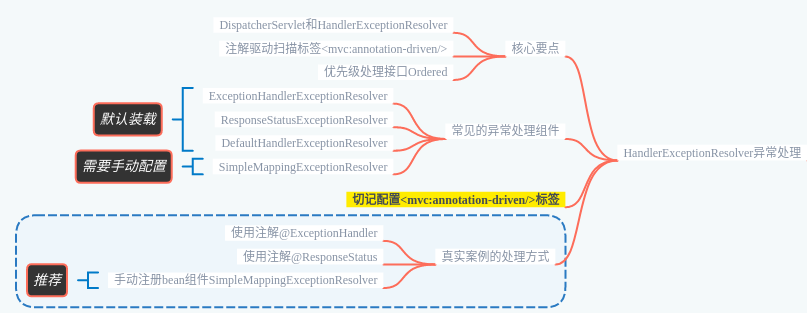 DispatcherServlet和HandlerExceptionResolver
注解驱动扫描标签<mvc:annotation-driven/>
核心要点
优先级处理接口Ordered
ExceptionHandlerExceptionResolver
默认装载
ResponseStatusExceptionResolver
常见的异常处理组件
DefaultHandlerExceptionResolver
HandlerExceptionResolver异常处理
需要手动配置
SimpleMappingExceptionResolver
切记配置<mvc:annotation-driven/>标签
使用注解@ExceptionHandler
使用注解@ResponseStatus
真实案例的处理方式
推荐
手动注册bean组件SimpleMappingExceptionResolver